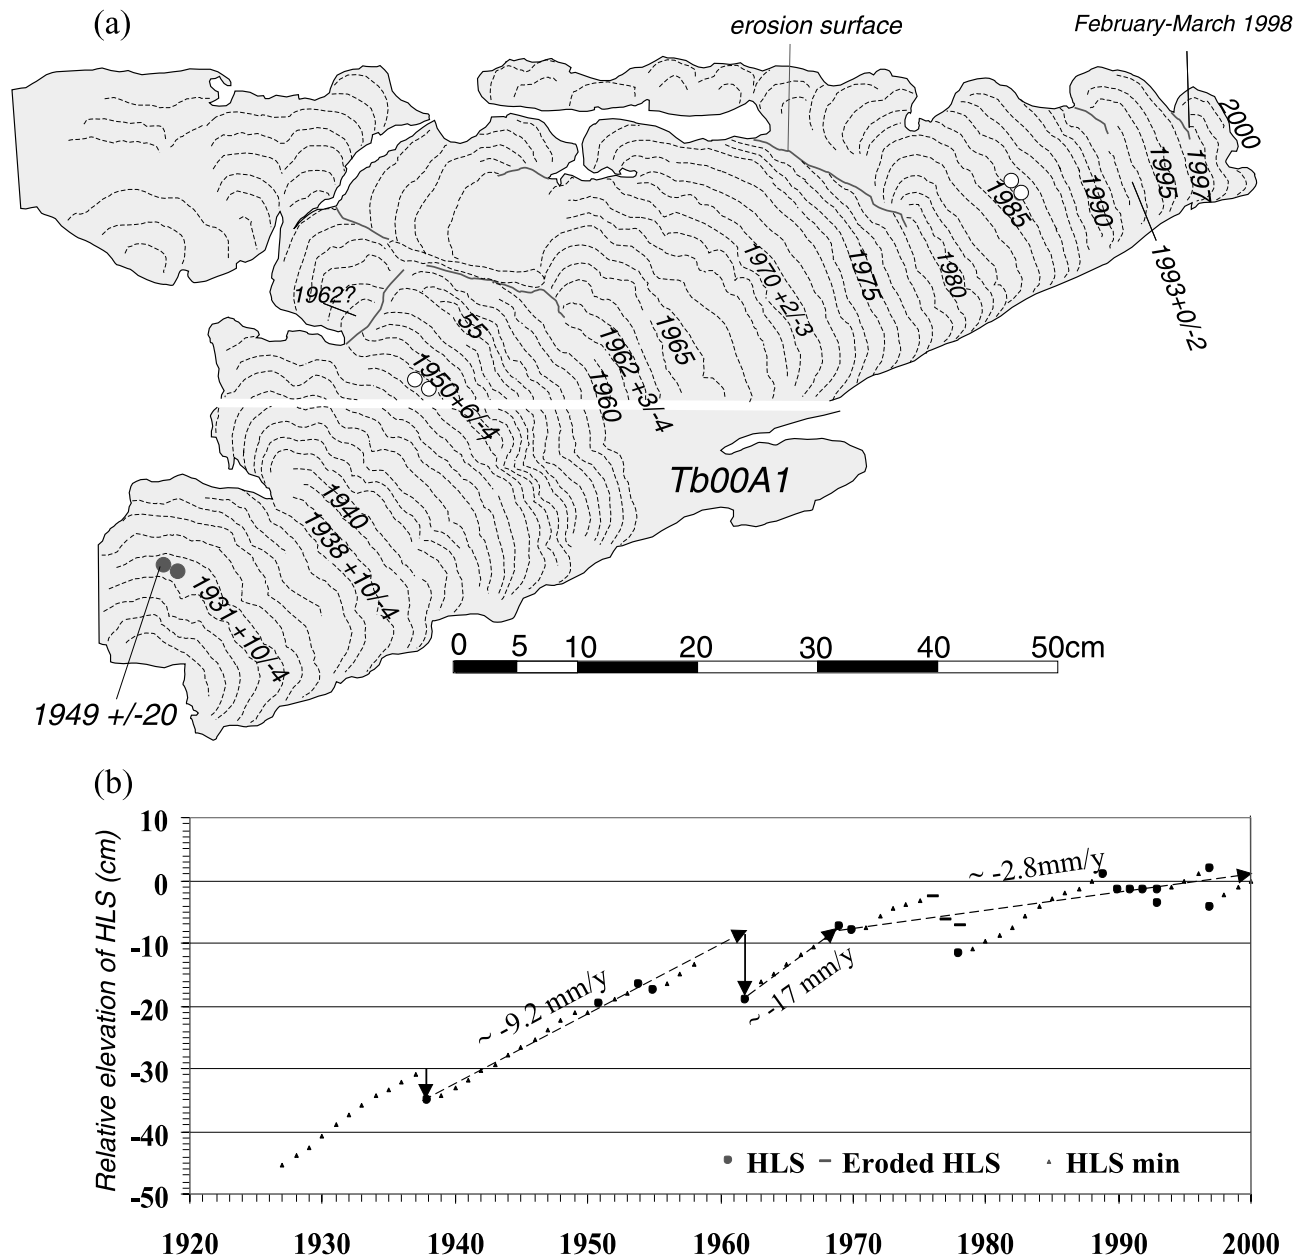 (a)
erosion surface
February-March 1998
2000
1995
1997
1990
1985
1993+0/-2
1980
1975
1970 +2/-3
1965
1962 +3/-4
1960
1962?
55
1950+6/-4
Tb00A1
1940
1938 +10/-4
1931 +10/-4
1949 +/-20
0 5 10 20 30 40 50cm
(b)
Relative elevation of HLS (cm)
10
0
-10
-20
-30
-40
-50
~ -9.2 mm/y
~ -17 mm/y
~ -2.8mm/y
HLS Eroded HLS HLS min
1920 1930 1940 1950 1960 1970 1980 1990 2000